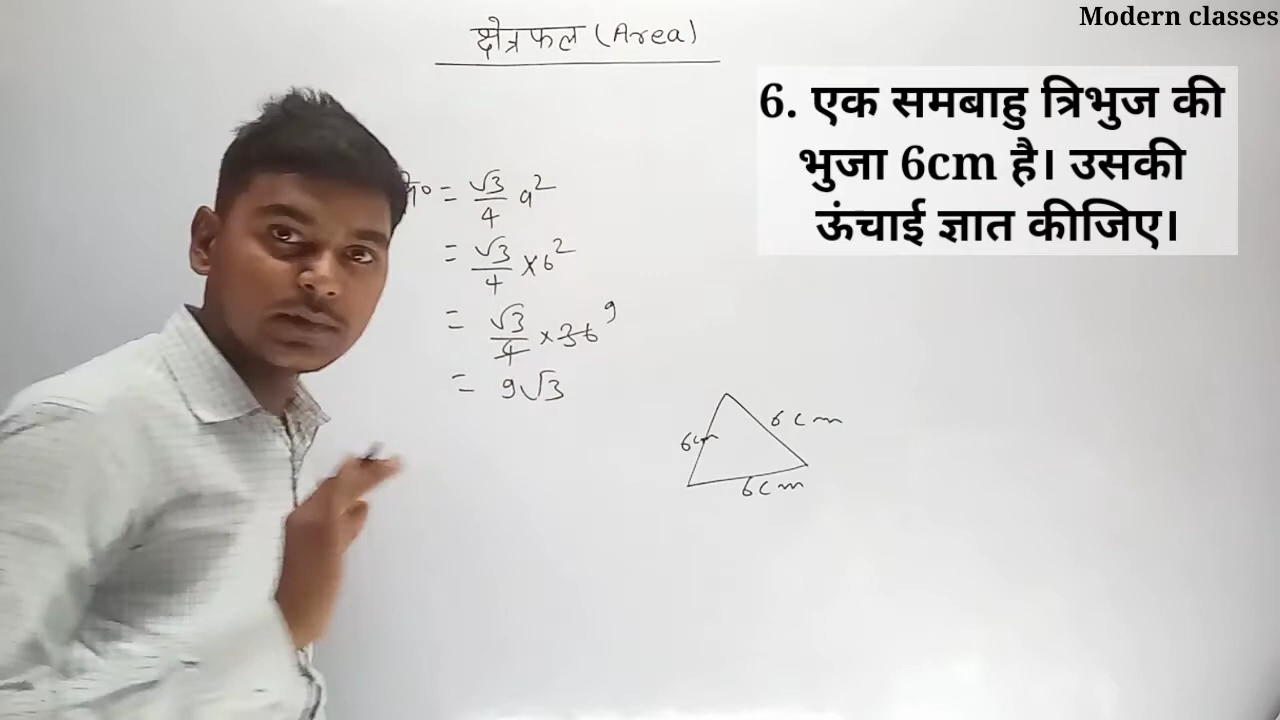 Modern classes
क्षेत्रफल (Area)
6. एक समबाहु त्रिभुज की
भुजा 6cm है। उसकी
ऊंचाई ज्ञात कीजिए।
= √3/4 a²
= √3/4 × 6²
= √3/4 × 36 9
= 9√3
6cm
6cm
6cm